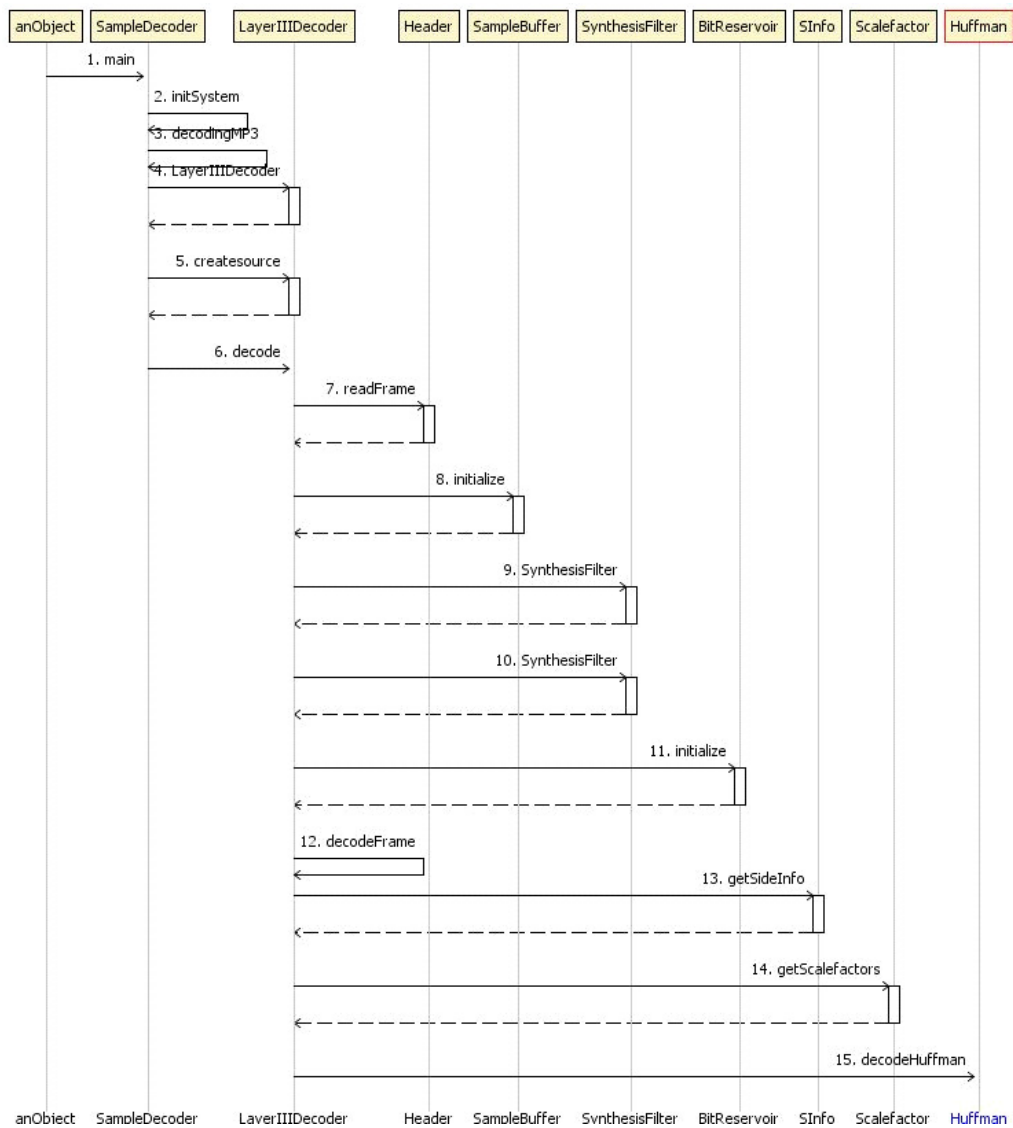 anObject SampleDecoder LayerIIIDecoder Header SampleBuffer SynthesisFilter BitReservoir SInfo Scalefactor Huffman
1. main
2. initSystem
3. decodingMP3
4. LayerIIIDecoder
5. createsource
6. decode
7. readFrame
8. initialize
9. SynthesisFilter
10. SynthesisFilter
11. initialize
12. decodeFrame
13. getSideInfo
14. getScalefactors
15. decodeHuffman
anObject SampleDecoder LayerIIIDecoder Header SampleBuffer SynthesisFilter BitReservoir SInfo Scalefactor Huffman